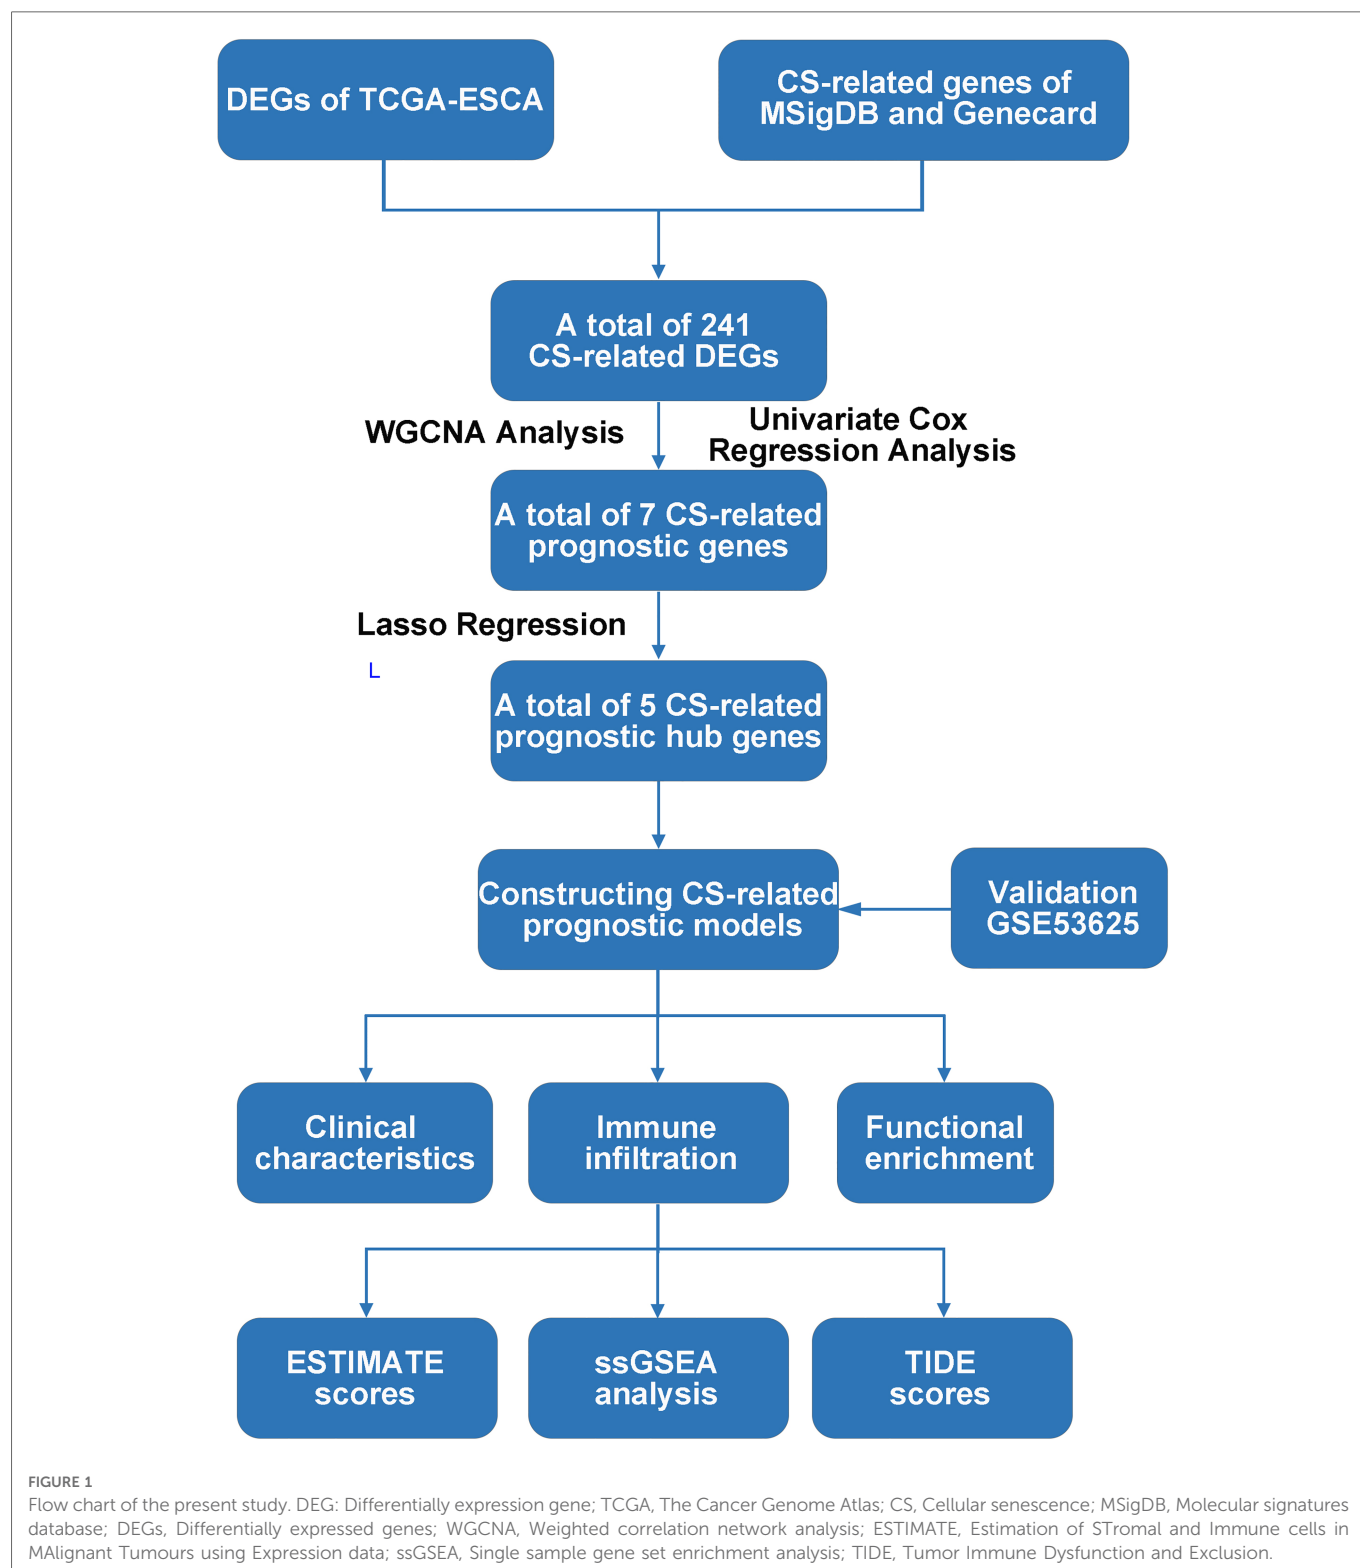 DEGs of TCGA-ESCA
CS-related genes of
MSigDB and Genecard
A total of 241
CS-related DEGs
WGCNA Analysis
Univariate Cox
Regression Analysis
A total of 7 CS-related
prognostic genes
Lasso Regression
L
A total of 5 CS-related
prognostic hub genes
Constructing CS-related
prognostic models
Validation
GSE53625
Clinical
characteristics
Immune
infiltration
Functional
enrichment
ESTIMATE
scores
ssGSEA
analysis
TIDE
scores
FIGURE 1
Flow chart of the present study. DEG: Differentially expression gene; TCGA, The Cancer Genome Atlas; CS, Cellular senescence; MSigDB, Molecular signatures
database; DEGs, Differentially expressed genes; WGCNA, Weighted correlation network analysis; ESTIMATE, Estimation of STromal and Immune cells in
MAlignant Tumours using Expression data; ssGSEA, Single sample gene set enrichment analysis; TIDE, Tumor Immune Dysfunction and Exclusion.